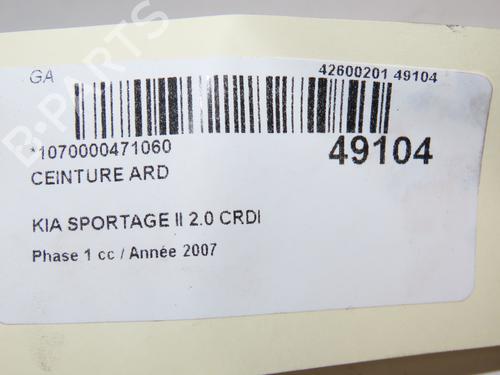 GA
42600201 49104
*1070000471060
49104
CEINTURE ARD
KIA SPORTAGE II 2.0 CRDI
Phase 1 cc / Année 2007
B-PARTS